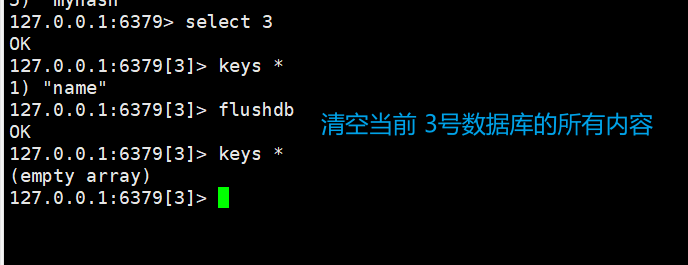 127.0.0.1:6379> select 3
OK
127.0.0.1:6379[3]> keys *
1) "name"
127.0.0.1:6379[3]> flushdb
清空当前 3号数据库的所有内容
OK
127.0.0.1:6379[3]> keys *
(empty array)
127.0.0.1:6379[3]>